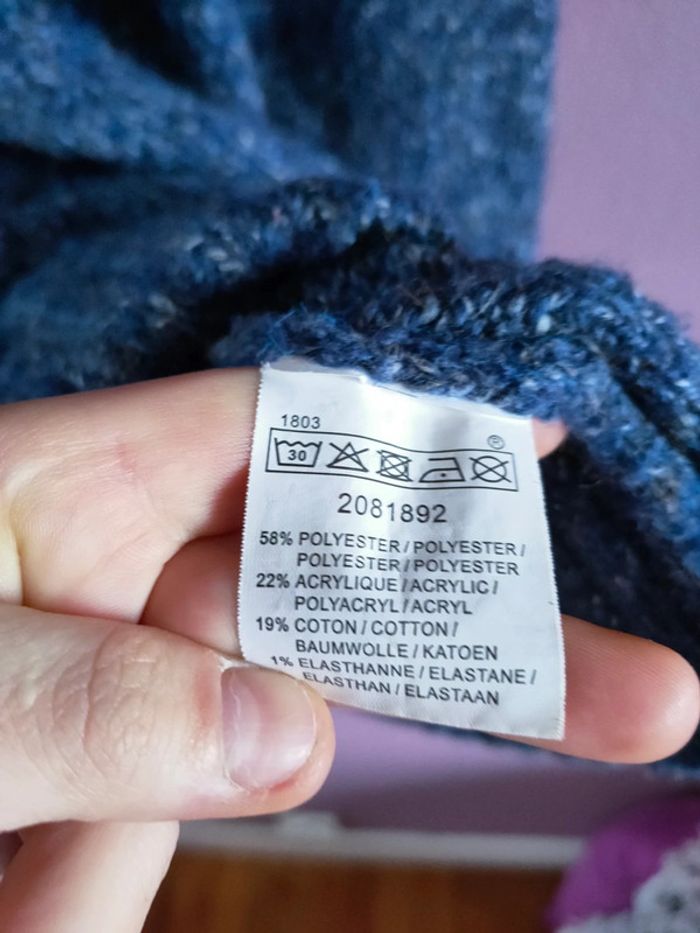 1803
Ⓟ
30
2081892
58% POLYESTER / POLYESTER /
POLYESTER / POLYESTER
22% ACRYLIQUE / ACRYLIC /
POLYACRYL / ACRYL
19% COTON / COTTON /
BAUMWOLLE / KATOEN
1% ELASTHANNE / ELASTANE /
ELASTHAN / ELASTAAN